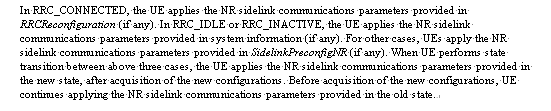 In RRC_CONNECTED, the UE applies the NR sidelink communications parameters provided in
RRCReconfiguration (if any). In RRC_IDLE or RRC_INACTIVE, the UE applies the NR sidelink
communications parameters provided in system information (if any). For other cases, UEs apply the NR
sidelink communications parameters provided in SidelinkPreconfigNR (if any). When UE performs state
transition between above three cases, the UE applies the NR sidelink communications parameters provided in
the new state, after acquisition of the new configurations. Before acquisition of the new configurations, UE
continues applying the NR sidelink communications parameters provided in the old state.